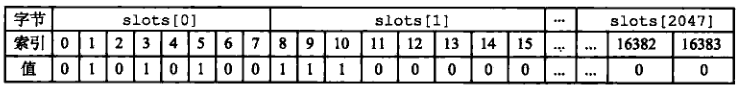 字节 slots[0] slots[1] ... slots[2047]
索引 0 1 2 3 4 5 6 7 8 9 10 11 12 13 14 15 ... ... 16382 16383
值 0 1 0 1 0 1 0 0 1 1 1 0 0 0 0 0 ... ... 0 0